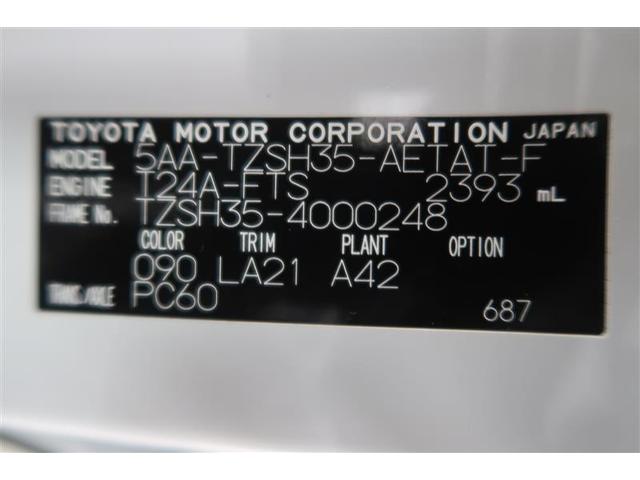 TOYOTA MOTOR CORPORATION JAPAN
MODEL 5AA-TZSH35-AETAT-F
ENGINE T24A-FTS 2393 mL
FRAME No. TZSH35-4000248
COLOR TRIM PLANT OPTION
090 LA21 A42
TRANS/AXLE PC60
687